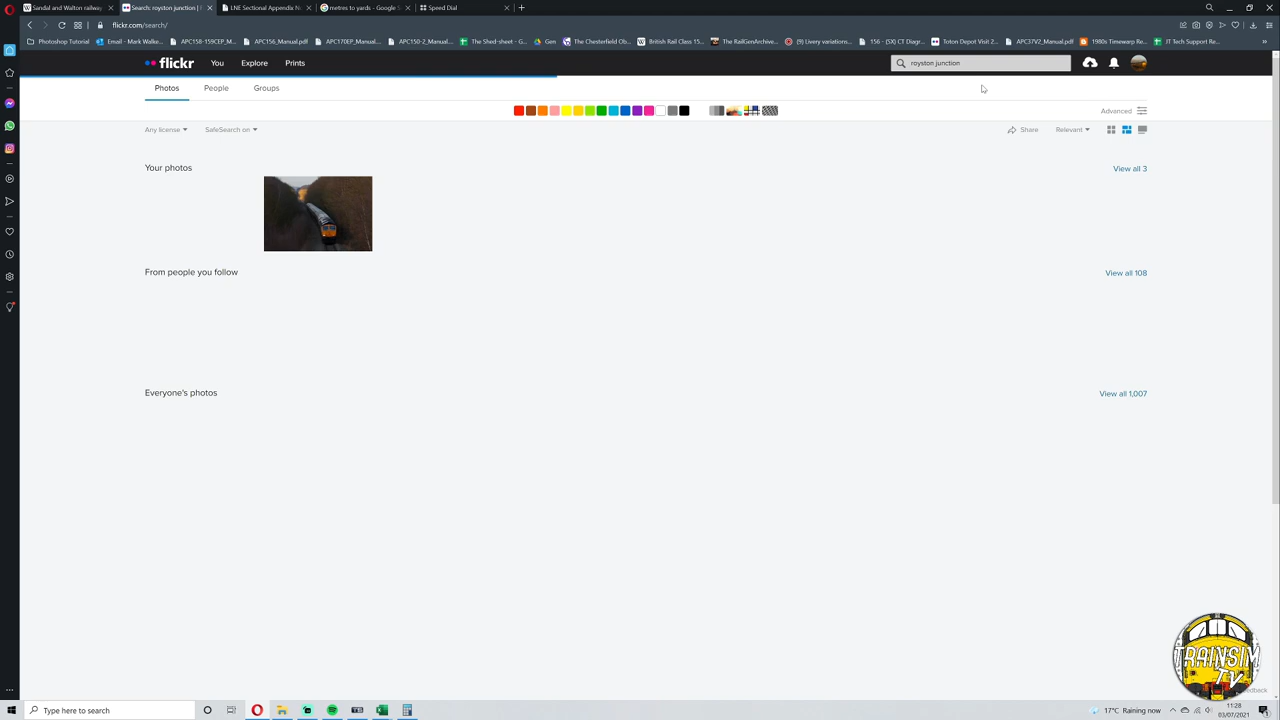 Sandal and Walton railway
Search: royston junction |
LNE Sectional Appendix No
metres to yards - Google S
Speed Dial
flickr.com/search/
Photoshop Tutorial
Email - Mark Walke...
APC158-159CEP_M...
APC156_Manual.pdf
APC170EP_Manual....
APC150-2_Manual....
The Shed-sheet - G...
Gen
The Chesterfield Ob...
British Rail Class 15...
The RailGenArchive...
(9) Livery variations...
156 - (SX) CT Diagr...
Toton Depot Visit 2...
APC37V2_Manual.pdf
1980s Timewarp Re...
IT Tech Support Re...
flickr
You
Explore
Prints
royston junction
Photos
People
Groups
Advanced
Any license
SafeSearch on
Share
Relevant
Your photos
View all 3
From people you follow
View all 108
Everyone's photos
View all 1,007
TRAINSIM
TV
Type here to search
17°C Raining now
11:28
03/07/2021